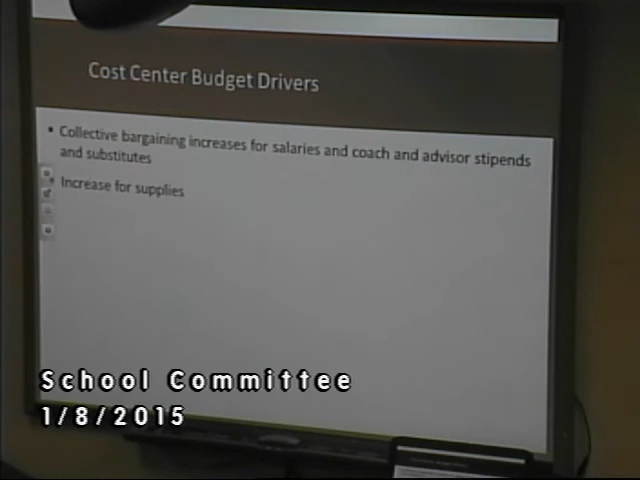 Cost Center Budget Drivers
• Collective bargaining increases for salaries and coach and advisor stipends
and substitutes
Increase for supplies
School Committee
1/8/2015